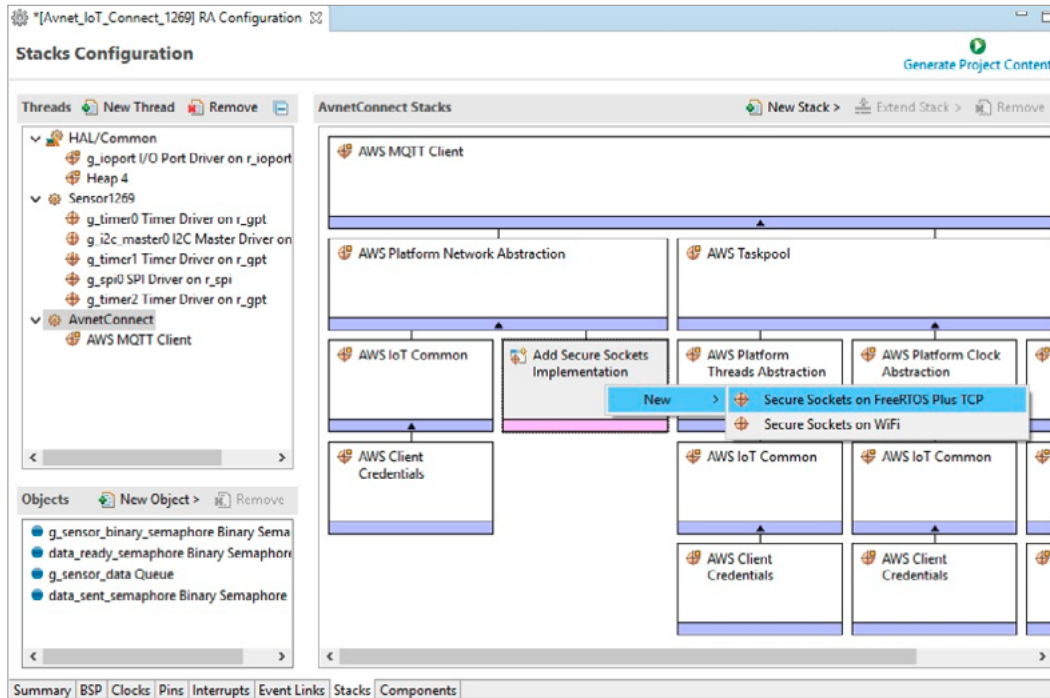 *[Avnet_IoT_Connect_1269] RA Configuration
Stacks Configuration
Generate Project Content
Threads New Thread Remove
HAL/Common
g_ioport I/O Port Driver on r_ioport
Heap 4
Sensor1269
g_timer0 Timer Driver on r_gpt
g_i2c_master0 I2C Master Driver on
g_timer1 Timer Driver on r_gpt
g_spi0 SPI Driver on r_spi
g_timer2 Timer Driver on r_gpt
AvnetConnect
AWS MQTT Client
Objects New Object > Remove
g_sensor_binary_semaphore Binary Sema
data_ready_semaphore Binary Semaphore
g_sensor_data Queue
data_sent_semaphore Binary Semaphore
AvnetConnect Stacks New Stack > Extend Stack > Remove
AWS MQTT Client
AWS Platform Network Abstraction
AWS Taskpool
AWS IoT Common
Add Secure Sockets
Implementation
AWS Platform
Threads Abstraction
AWS Platform Clock
Abstraction
New >
Secure Sockets on FreeRTOS Plus TCP
Secure Sockets on WiFi
AWS Client
Credentials
AWS IoT Common
AWS IoT Common
AWS Client
Credentials
AWS Client
Credentials
Summary BSP Clocks Pins Interrupts Event Links Stacks Components